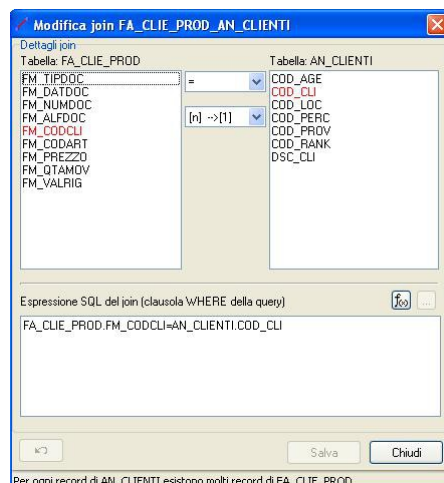 Modifica join FA_CLIE_PROD_AN_CLIENTI
Dettagli join
Tabella: FA_CLIE_PROD
Tabella: AN_CLIENTI
FM_TIPDOC
FM_DATDOC
FM_NUMDOC
FM_ALFDOC
FM_CODCLI
FM_CODART
FM_PREZZO
FM_QTAMOV
FM_VALRIG
=
[n] -->[1]
COD_AGE
COD_CLI
COD_LOC
COD_PERC
COD_PROV
COD_RANK
DSC_CLI
Espressione SQL del join (clausola WHERE della query)
f(x)
...
FA_CLIE_PROD.FM_CODCLI=AN_CLIENTI.COD_CLI
Salva
Chiudi
Per ogni record di AN_CLIENTI esistono molti record di FA_CLIE_PROD